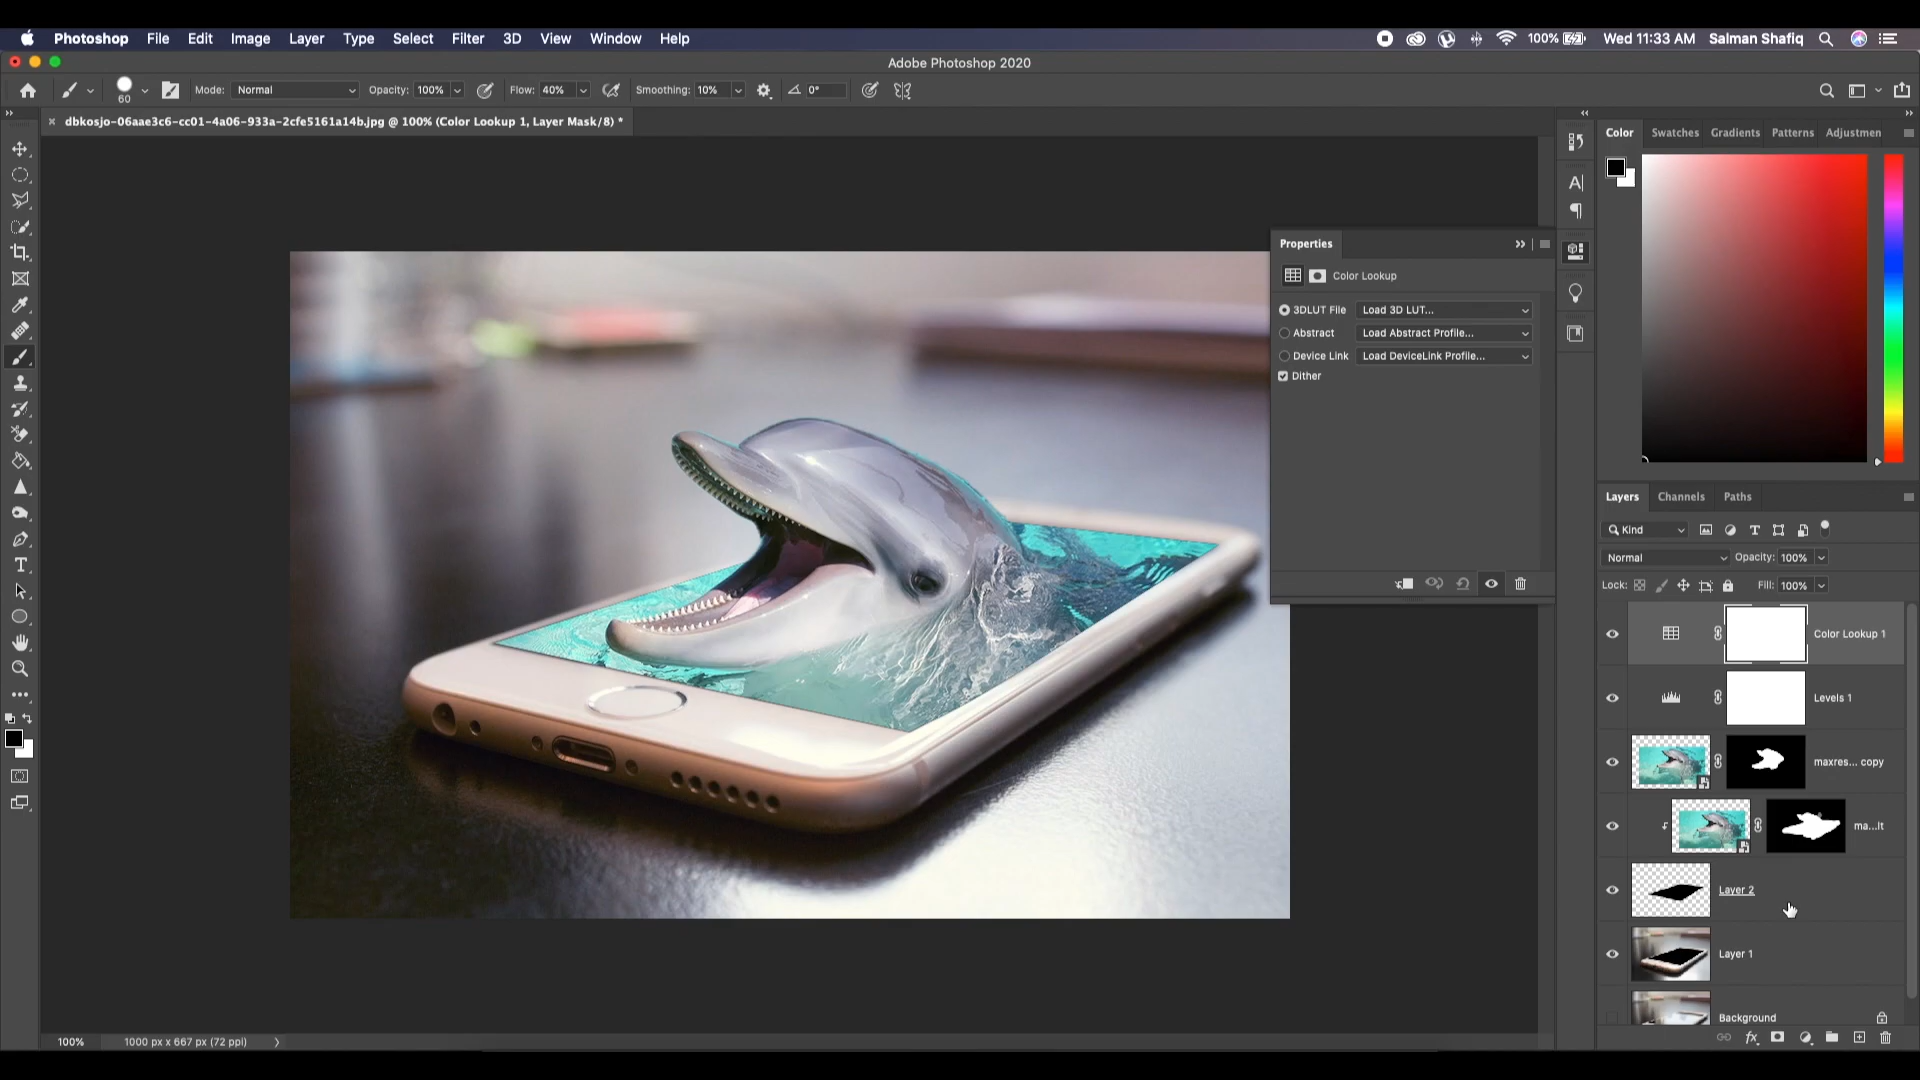 Photoshop File Edit Image Layer Type Select Filter 3D View Window Help 100% Wed 11:33 AM Salman Shafiq
Adobe Photoshop 2020
60 Mode: Normal Opacity: 100% Flow: 40% Smoothing: 10% 0°
dbkosjo-06aae3c6-cc01-4a06-933a-2cfe5161a14b.jpg @ 100% (Color Lookup 1, Layer Mask/8) *
Color Swatches Gradients Patterns Adjustmen
Properties
Color Lookup
3DLUT File Load 3D LUT...
Abstract Load Abstract Profile...
Device Link Load DeviceLink Profile...
Dither
Layers Channels Paths
Kind
Normal Opacity: 100%
Lock: Fill: 100%
Color Lookup 1
Levels 1
maxres... copy
ma...lt
Layer 2
Layer 1
Background
100% 1000 px x 667 px (72 ppi)